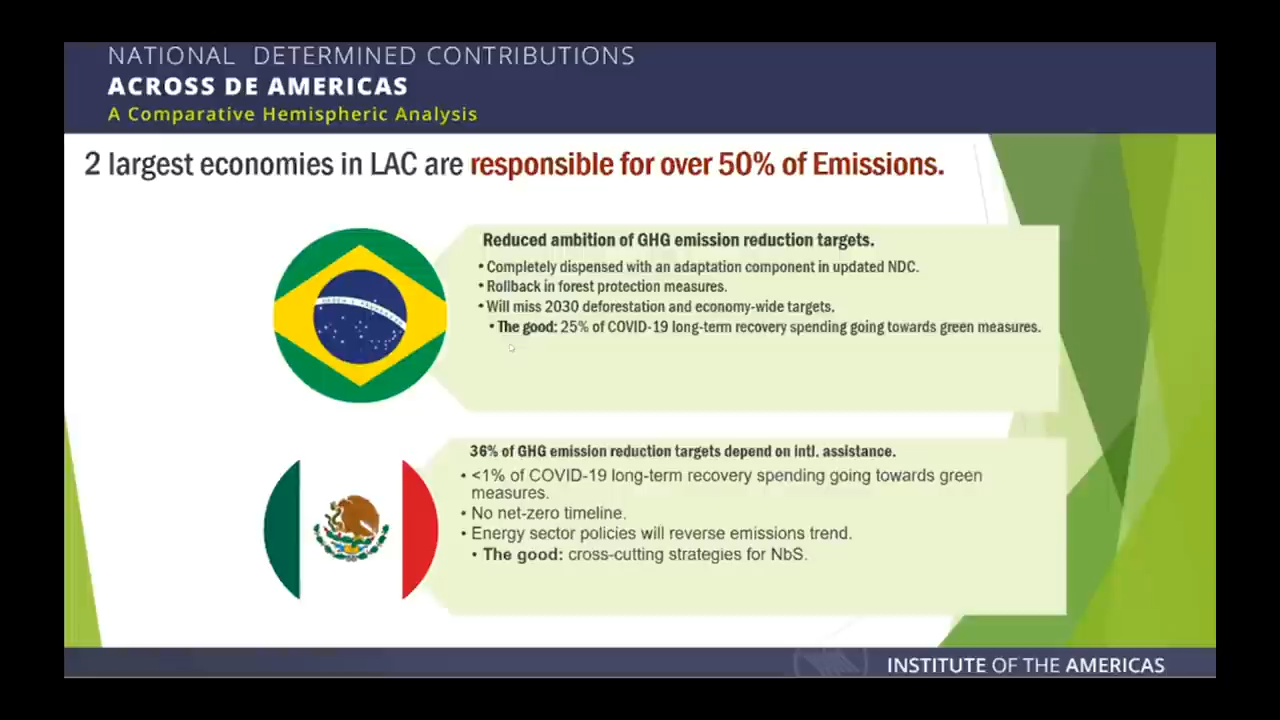 NATIONAL DETERMINED CONTRIBUTIONS
ACROSS DE AMERICAS
A Comparative Hemispheric Analysis
2 largest economies in LAC are responsible for over 50% of Emissions.
Reduced ambition of GHG emission reduction targets.
• Completely dispensed with an adaptation component in updated NDC.
• Rollback in forest protection measures.
• Will miss 2030 deforestation and economy-wide targets.
• The good: 25% of COVID-19 long-term recovery spending going towards green measures.
36% of GHG emission reduction targets depend on intl. assistance.
• <1% of COVID-19 long-term recovery spending going towards green
measures.
• No net-zero timeline.
• Energy sector policies will reverse emissions trend.
• The good: cross-cutting strategies for NbS.
INSTITUTE OF THE AMERICAS